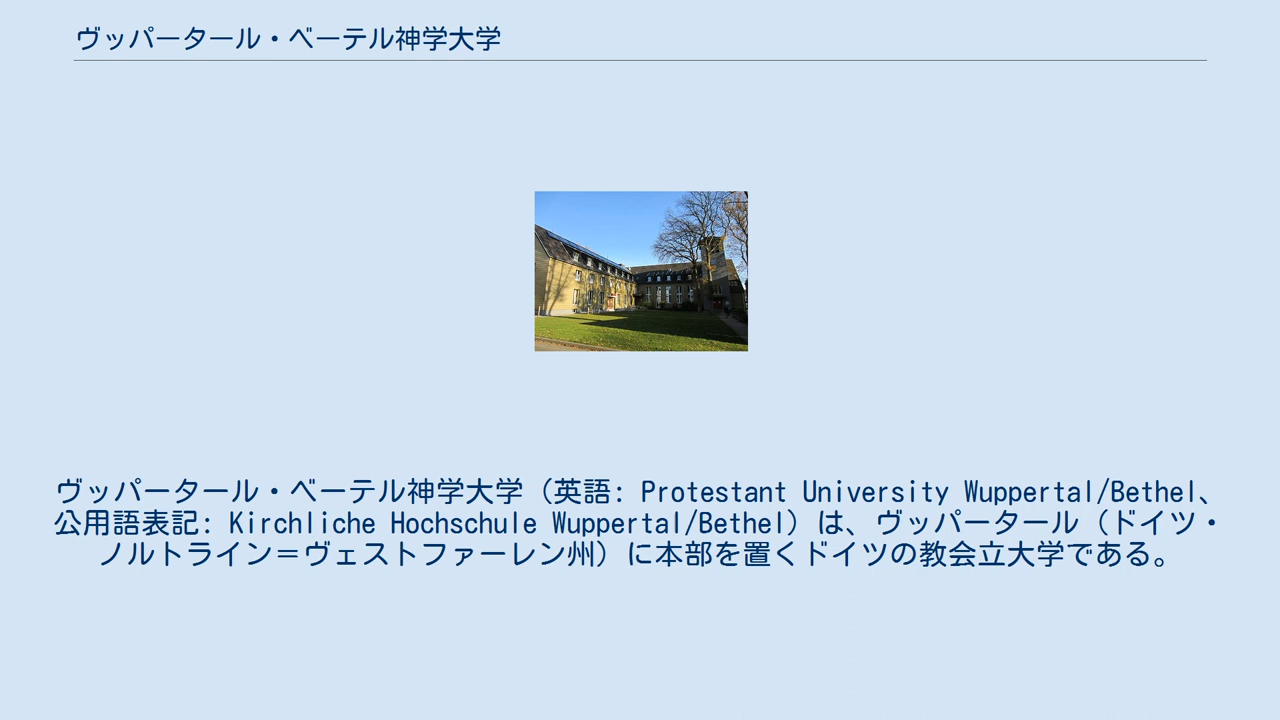 ヴッパータール・ベーテル神学大学
ヴッパータール・ベーテル神学大学（英語: Protestant University Wuppertal/Bethel、
公用語表記: Kirchliche Hochschule Wuppertal/Bethel）は、ヴッパータール（ドイツ・
ノルトライン＝ヴェストファーレン州）に本部を置くドイツの教会立大学である。